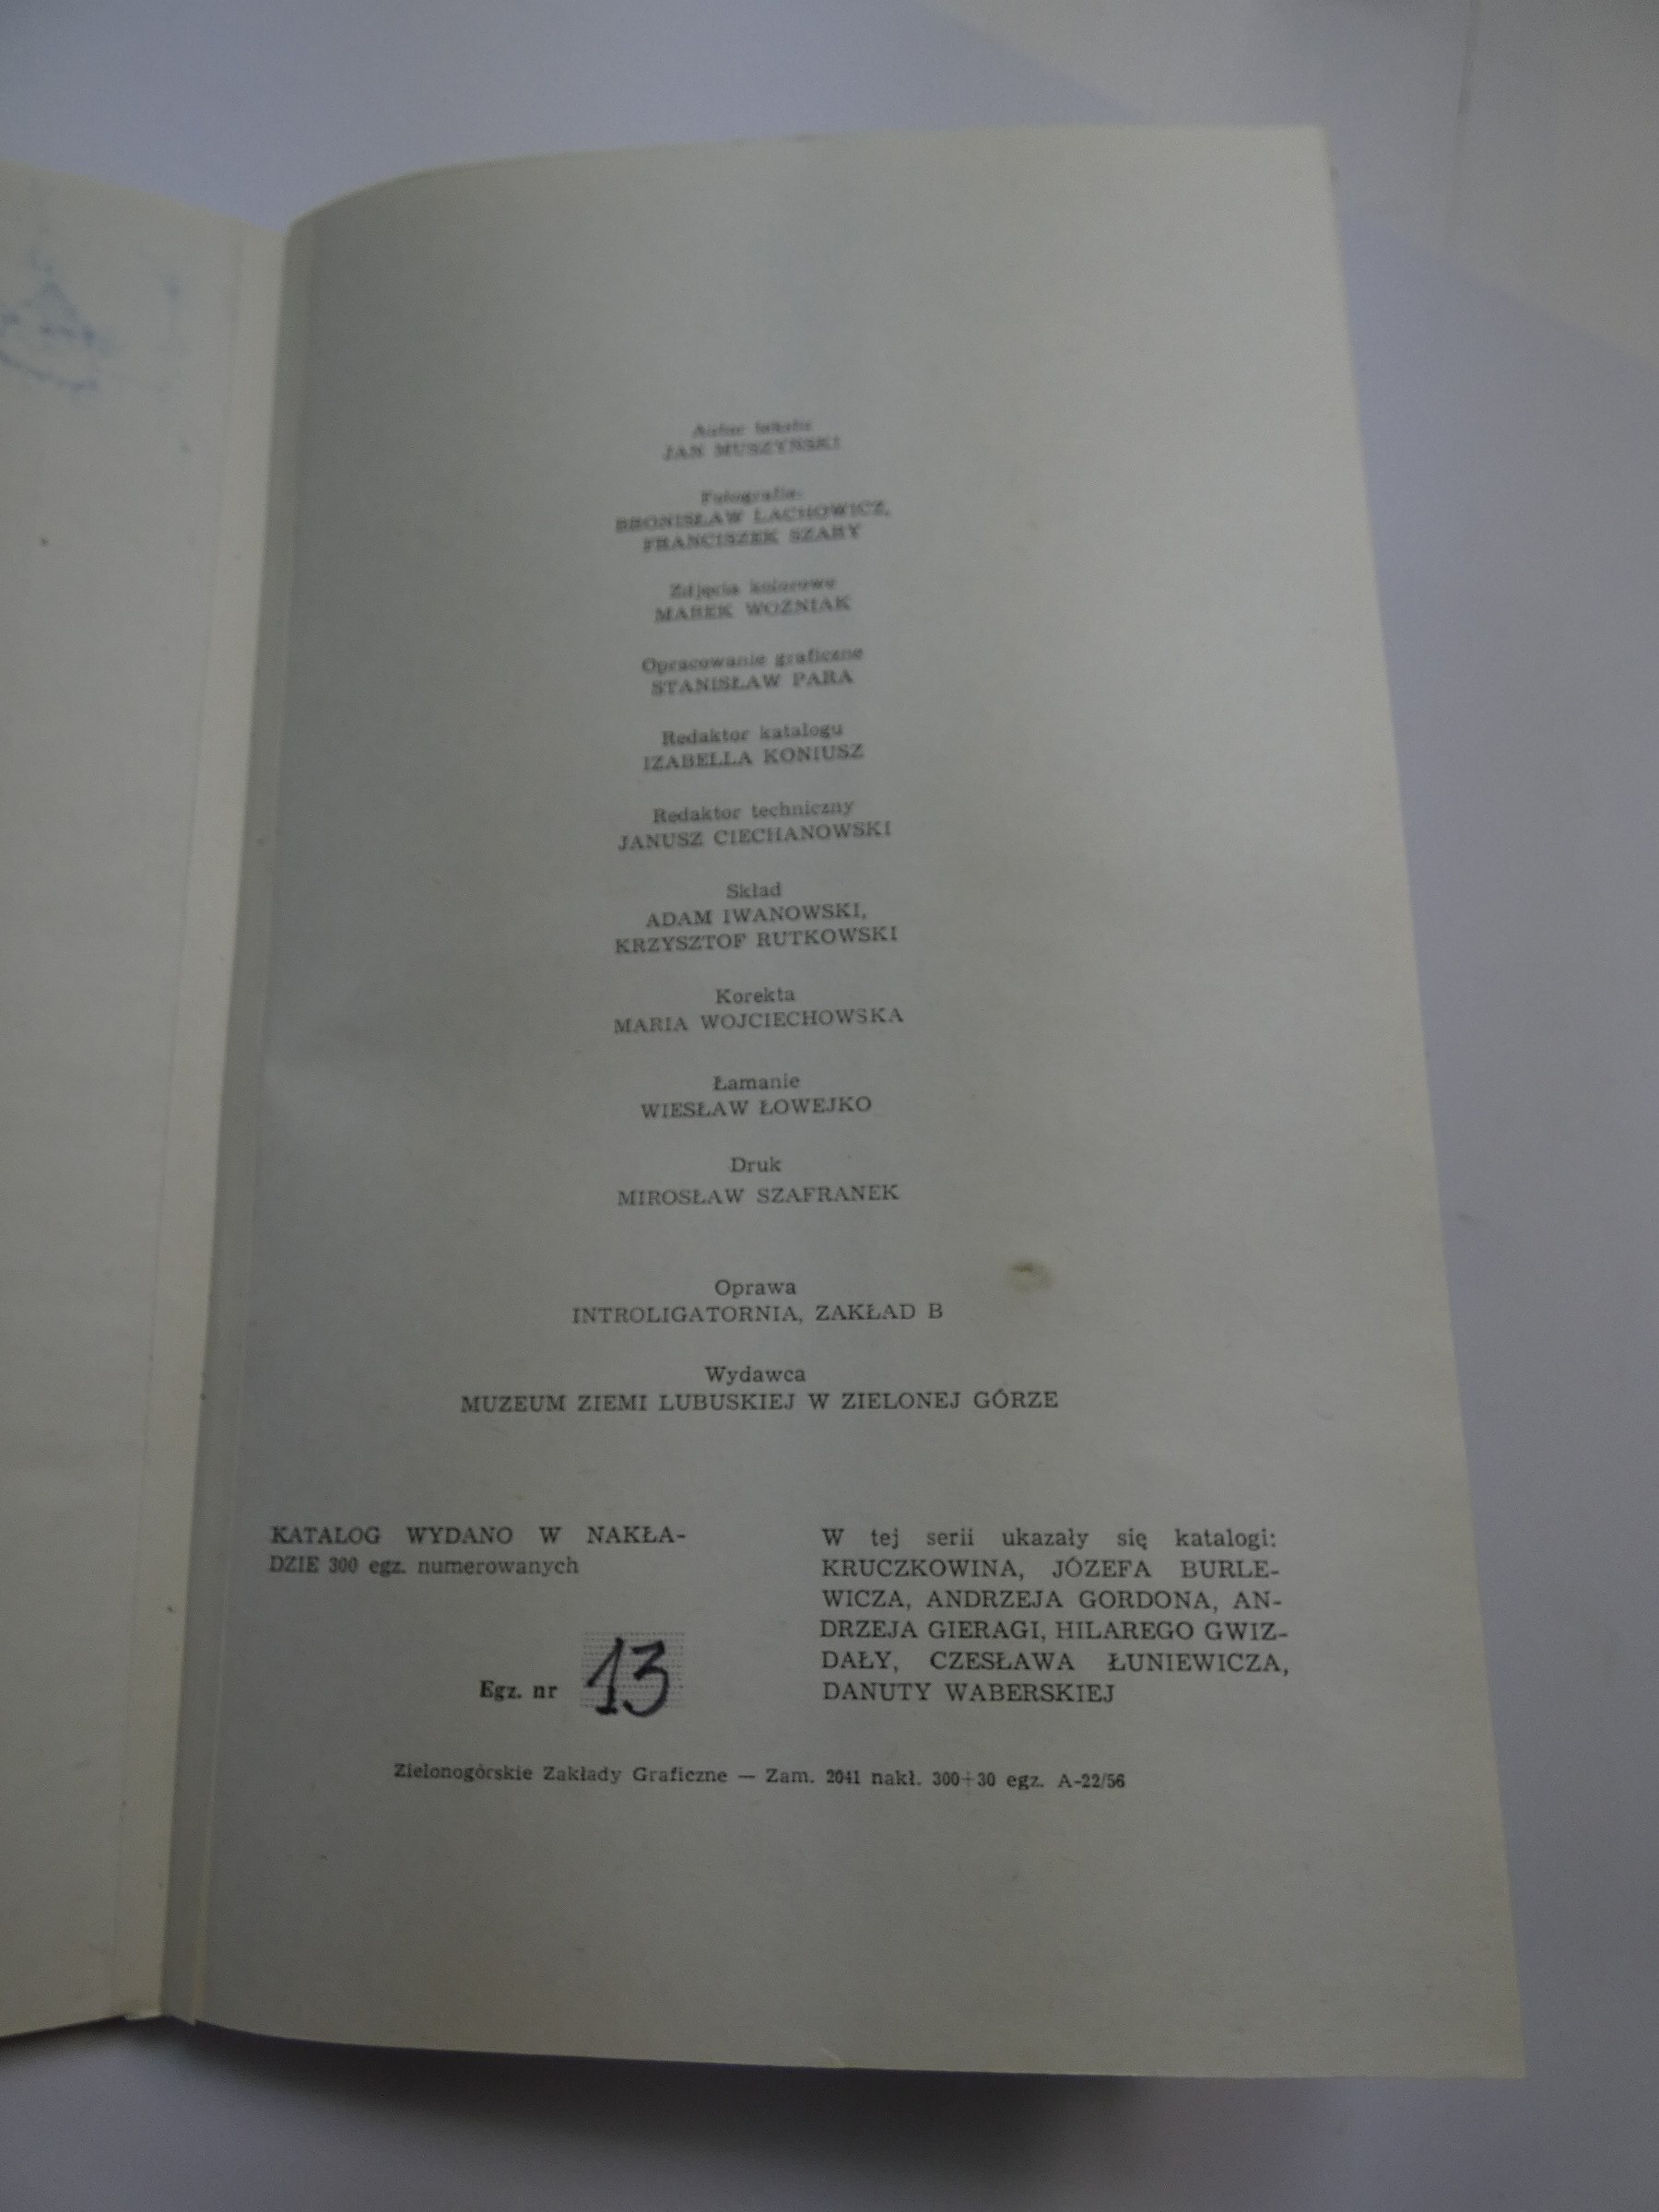 Autor tekstu
JAN MUSZYŃSKI
Fotografie:
BRONISŁAW LACHOWICZ,
FRANCISZEK SZARY
Zdjęcia kolorowe
MAREK WOŹNIAK
Opracowanie graficzne
STANISŁAW PARA
Redaktor katalogu
IZABELLA KONIUSZ
Redaktor techniczny
JANUSZ CIECHANOWSKI
Skład
ADAM IWANOWSKI,
KRZYSZTOF RUTKOWSKI
Korekta
MARIA WOJCIECHOWSKA
Łamanie
WIESŁAW ŁOWEJKO
Druk
MIROSŁAW SZAFRANEK
Oprawa
INTROLIGATORNIA, ZAKŁAD B
Wydawca
MUZEUM ZIEMI LUBUSKIEJ W ZIELONEJ GÓRZE
KATALOG WYDANO W NAKŁA-
DZIE 300 egz. numerowanych
Egz. nr 13
W tej serii ukazały się katalogi:
KRUCZKOWINA, JÓZEFA BURLE-
WICZA, ANDRZEJA GORDONA, AN-
DRZEJA GIERAGI, HILAREGO GWIZ-
DAŁY, CZESŁAWA ŁUNIEWICZA,
DANUTY WABERSKIEJ
Zielonogórskie Zakłady Graficzne — Zam. 2041 nakł. 300+30 egz. A-22/56